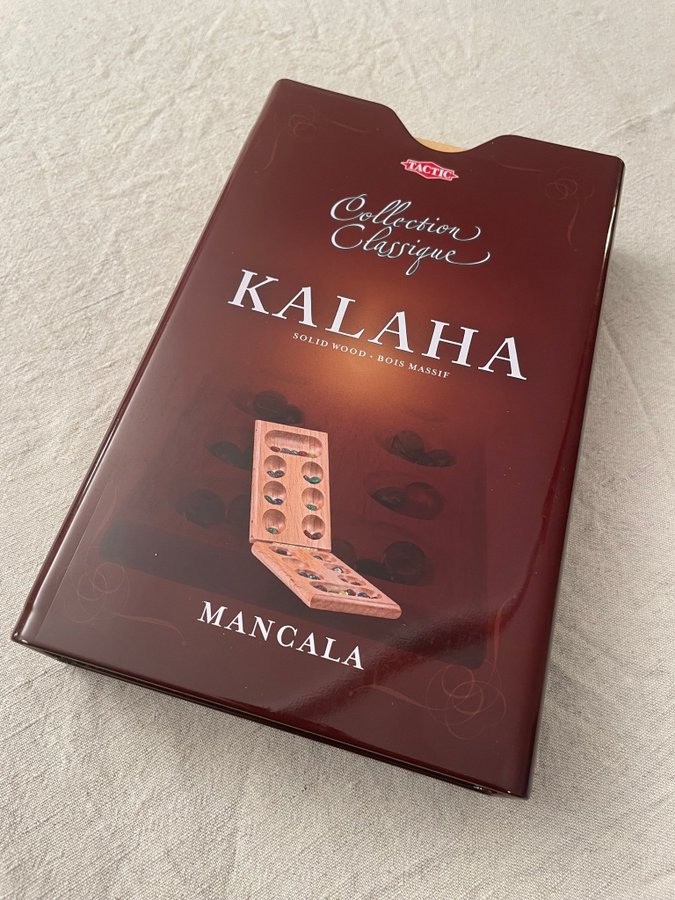 TACTIC
Collection
Classique
KALAHA
SOLID WOOD • BOIS MASSIF
MANCALA